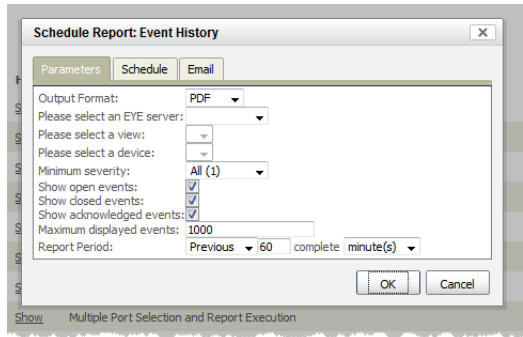 Schedule Report: Event History
Parameters Schedule Email
Output Format: PDF
Please select an EYE server:
Please select a view:
Please select a device:
Minimum severity: All (1)
Show open events:
Show closed events:
Show acknowledged events:
Maximum displayed events: 1000
Report Period: Previous 60 complete minute(s)
OK Cancel
Show Multiple Port Selection and Report Execution